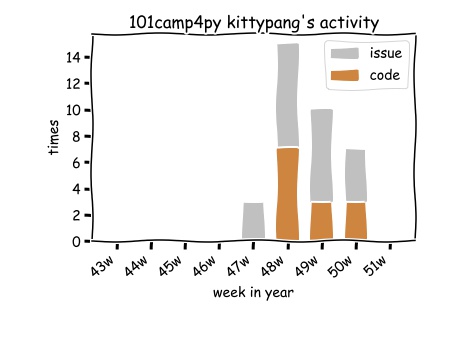 101camp4py kittypang's activity
issue
code
14
12
10
8
6
4
2
0
times
43w 44w 45w 46w 47w 48w 49w 50w 51w
week in year